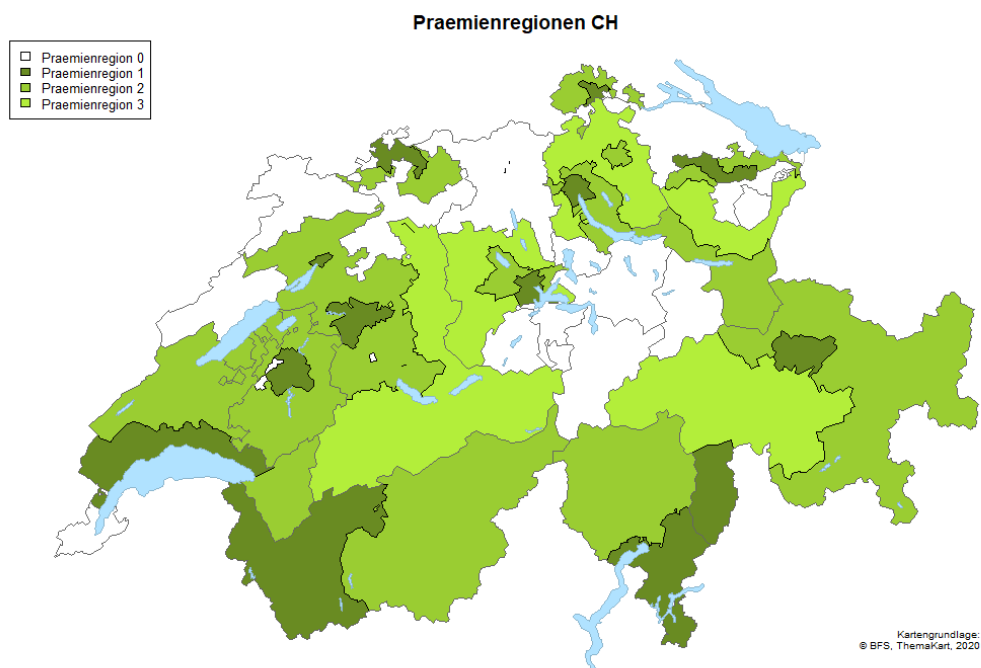 Praemienregionen CH
Praemienregion 0
Praemienregion 1
Praemienregion 2
Praemienregion 3
Kartengrundlage:
© BFS, ThemaKart, 2020